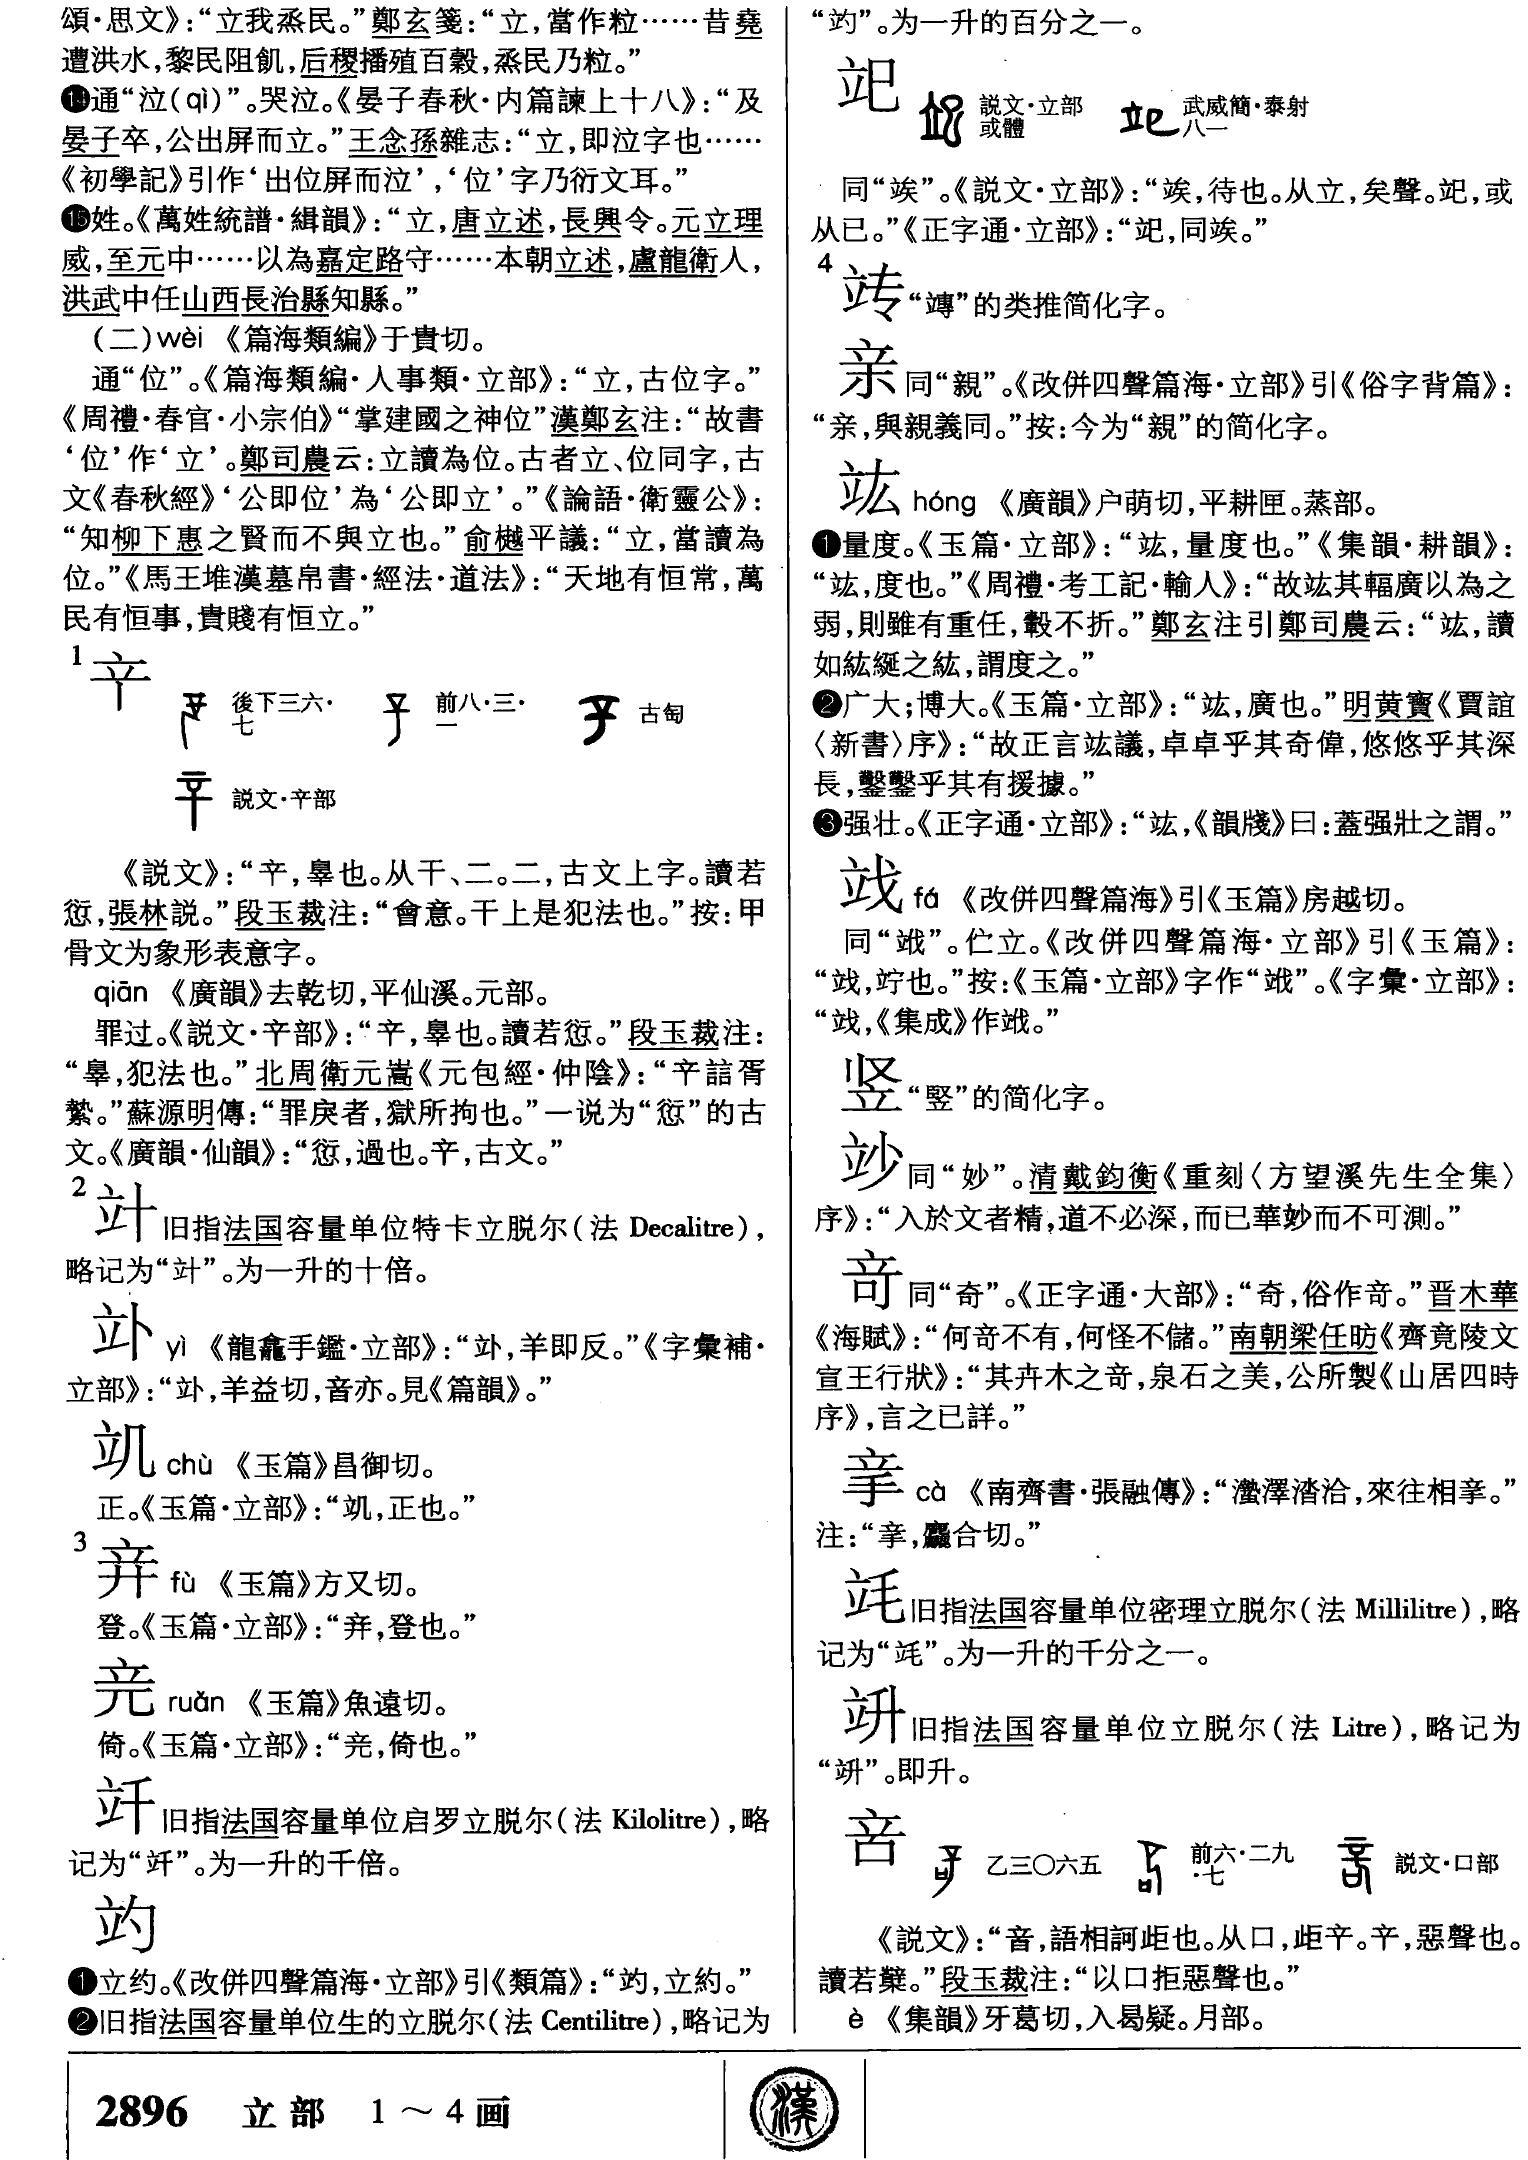 頌·思文》：“立我烝民。”鄭玄箋：“立，當作粒……昔堯
遭洪水，黎民阻飢，后稷播殖百穀，烝民乃粒。”
⓮通“泣(qì)”。哭泣。《晏子春秋·内篇諫上十八》：“及
晏子卒，公出屏而立。”王念孫雜志：“立，即泣字也……
《初學記》引作‘出位屏而泣’，‘位’字乃衍文耳。”
⓯姓。《萬姓統譜·緝韻》：“立，唐立述，長興令。元立理
威，至元中……以為嘉定路守……本朝立述，盧龍衛人，
洪武中任山西長治縣知縣。”
(二)wèi 《篇海類編》于貴切。
通“位”。《篇海類編·人事類·立部》：“立，古位字。”
《周禮·春官·小宗伯》“掌建國之神位”漢鄭玄注：“故書
‘位’作‘立’。鄭司農云：立讀為位。古者立、位同字，古
文《春秋經》‘公即位’為‘公即立’。”《論語·衛靈公》：
“知柳下惠之賢而不與立也。”俞樾平議：“立，當讀為
位。”《馬王堆漢墓帛書·經法·道法》：“天地有恒常，萬
民有恒事，貴賤有恒立。”
1 䇂 後下三六·七 前八·三·一 古匋
説文·䇂部
《説文》：“䇂，辠也。从干、二。二，古文上字。讀若
愆，張林説。”段玉裁注：“會意。干上是犯法也。”按：甲
骨文为象形表意字。
qiān 《廣韻》去乾切，平仙溪。元部。
罪过。《説文·䇂部》：“䇂，辠也。讀若愆。”段玉裁注：
“辠，犯法也。”北周衛元嵩《元包經·仲陰》：“䇂詰胥
縶。”蘇源明傳：“罪戾者，獄所拘也。”一说为“愆”的古
文。《廣韻·仙韻》：“愆，過也。䇂，古文。”
2 竍 旧指法国容量单位特卡立脱尔(法 Decalitre)，
略记为“竍”。为一升的十倍。
yì 《龍龕手鑑·立部》：“，羊即反。”《字彙補·
立部》：“，羊益切，音亦。見《篇韻》。”
chù 《玉篇》昌御切。
正。《玉篇·立部》：“，正也。”
3 fù 《玉篇》方又切。
登。《玉篇·立部》：“，登也。”
ruǎn 《玉篇》魚遠切。
倚。《玉篇·立部》：“，倚也。”
竏 旧指法国容量单位启罗立脱尔(法 Kilolitre)，略
记为“竏”。为一升的千倍。
竘
❶立约。《改併四聲篇海·立部》引《類篇》：“，立約。”
❷旧指法国容量单位生的立脱尔(法 Centilitre)，略记为
“”。为一升的百分之一。
竾 説文·立部或體 武威簡·泰射八一
同“竢”。《説文·立部》：“竢，待也。从立，矣聲。，或
从巳。”《正字通·立部》：“，同竢。”
4 “竱”的类推简化字。
亲 同“親”。《改併四聲篇海·立部》引《俗字背篇》：
“亲，與親義同。”按：今为“親”的简化字。
竑 hóng 《廣韻》户萌切，平耕匣。蒸部。
❶量度。《玉篇·立部》：“竑，量度也。”《集韻·耕韻》：
“竑，度也。”《周禮·考工記·輪人》：“故竑其輻廣以為之
弱，則雖有重任，轂不折。”鄭玄注引鄭司農云：“竑，讀
如紘綖之紘，謂度之。”
❷广大；博大。《玉篇·立部》：“竑，廣也。”明黄寶《賈誼
〈新書〉序》：“故正言竑議，卓卓乎其奇偉，悠悠乎其深
長，鑿鑿乎其有援據。”
❸强壮。《正字通·立部》：“竑，《韻牋》曰：蓋强壯之謂。”
fá 《改併四聲篇海》引《玉篇》房越切。
同“”。伫立。《改併四聲篇海·立部》引《玉篇》：
“，竚也。”按：《玉篇·立部》字作“”。《字彙·立部》：
“，《集成》作。”
竖 “竪”的简化字。
竗 同“妙”。清戴鈞衡《重刻〈方望溪先生全集〉
序》：“入於文者精，道不必深，而已華竗而不可測。”
竒 同“奇”。《正字通·大部》：“奇，俗作竒。”晋木華
《海賦》：“何竒不有，何怪不儲。”南朝梁任昉《齊竟陵文
宣王行狀》：“其卉木之竒，泉石之美，公所製《山居四時
序》，言之已詳。”
cà 《南齊書·張融傳》：“灐澤涾洽，來往相。”
注：“，麤合切。”
竓 旧指法国容量单位密理立脱尔(法 Millilitre)，略
记为“竓”。为一升的千分之一。
竔 旧指法国容量单位立脱尔(法 Litre)，略记为
“竔”。即升。
乙三〇六五 前六·二九·七 説文·口部
《説文》：“，語相訶歫也。从口，歫䇂。䇂，惡聲也。
讀若櫱。”段玉裁注：“以口拒惡聲也。”
è 《集韻》牙葛切，入曷疑。月部。
2896 立部 1～4画
漢